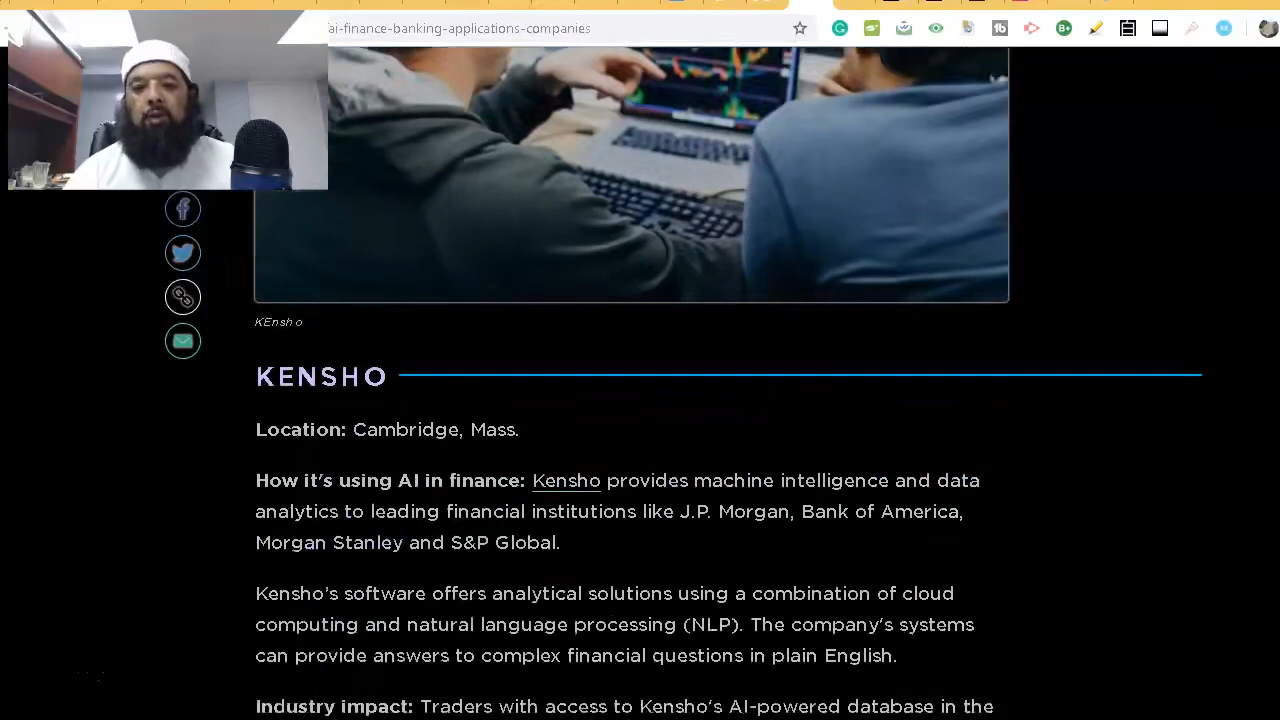 ai-finance-banking-applications-companies
KEnsho
KENSHO
Location: Cambridge, Mass.
How it's using AI in finance: Kensho provides machine intelligence and data
analytics to leading financial institutions like J.P. Morgan, Bank of America,
Morgan Stanley and S&P Global.
Kensho's software offers analytical solutions using a combination of cloud
computing and natural language processing (NLP). The company's systems
can provide answers to complex financial questions in plain English.
Industry impact: Traders with access to Kensho's AI-powered database in the